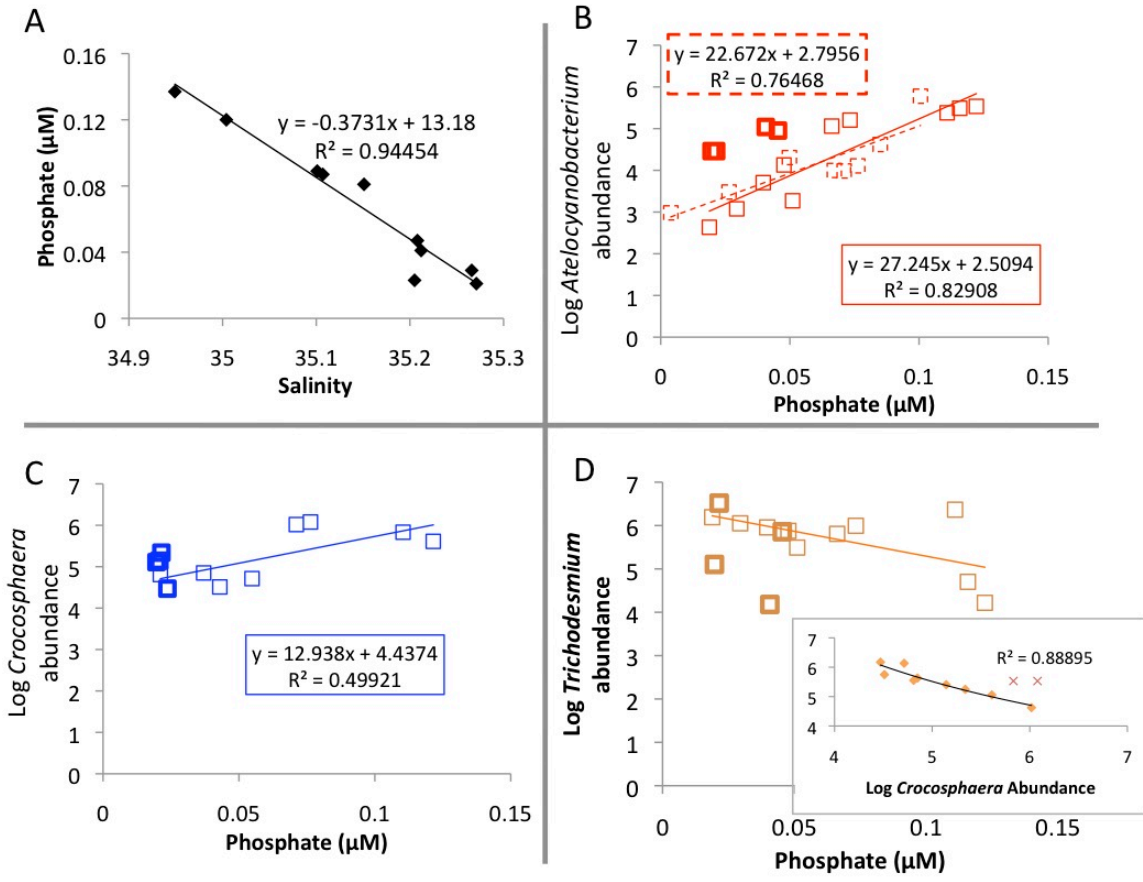 A
0.16
0.12
0.08
0.04
0
Phosphate (µM)
y = -0.3731x + 13.18
R² = 0.94454
34.9
35
35.1
35.2
35.3
Salinity
B
7
6
5
4
3
2
1
0
Log Atelocyanobacterium
abundance
y = 22.672x + 2.7956
R² = 0.76468
y = 27.245x + 2.5094
R² = 0.82908
0
0.05
0.1
0.15
Phosphate (µM)
C
7
6
5
4
3
2
1
0
Log Crocosphaera
abundance
y = 12.938x + 4.4374
R² = 0.49921
0
0.05
0.1
0.15
Phosphate (µM)
D
7
6
5
4
3
2
1
0
Log Trichodesmium
abundance
7
6
5
4
R² = 0.88895
4
5
6
7
Log Crocosphaera Abundance
0
0.05
0.1
0.15
Phosphate (µM)